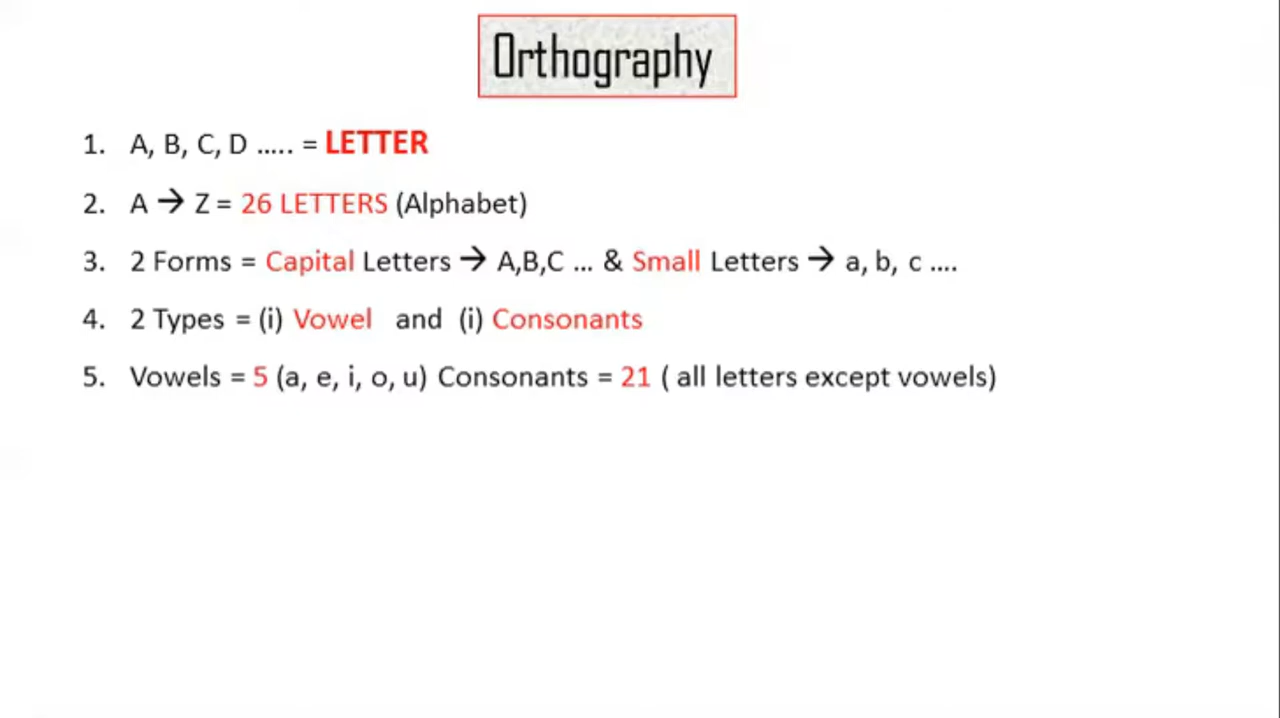 Orthography
1. A, B, C, D ..... = LETTER
2. A → Z = 26 LETTERS (Alphabet)
3. 2 Forms = Capital Letters → A,B,C ... & Small Letters → a, b, c ....
4. 2 Types = (i) Vowel and (i) Consonants
5. Vowels = 5 (a, e, i, o, u) Consonants = 21 ( all letters except vowels)